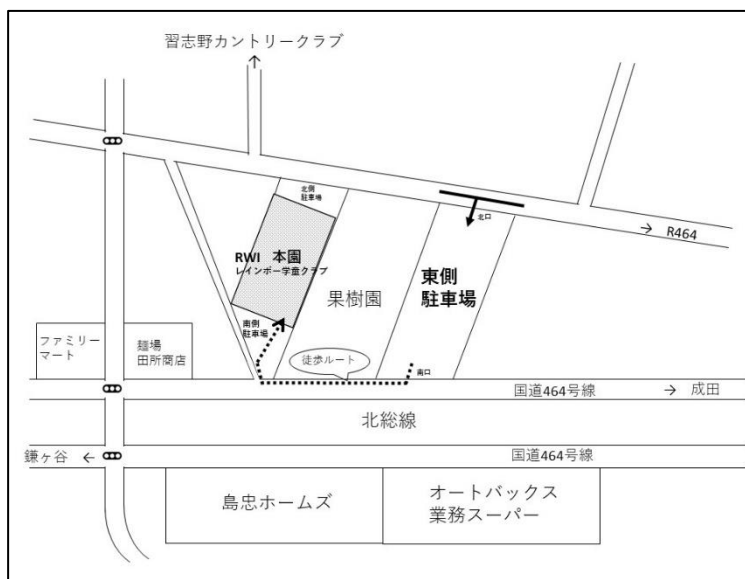 習志野カントリークラブ
R464
北側
駐車場
北口
RWI 本園
レインボー学童クラブ
東側
駐車場
果樹園
南側
駐車場
ファミリー
マート
麺場
田所商店
徒歩ルート
南口
国道464号線
成田
北総線
鎌ヶ谷
国道464号線
島忠ホームズ
オートバックス
業務スーパー